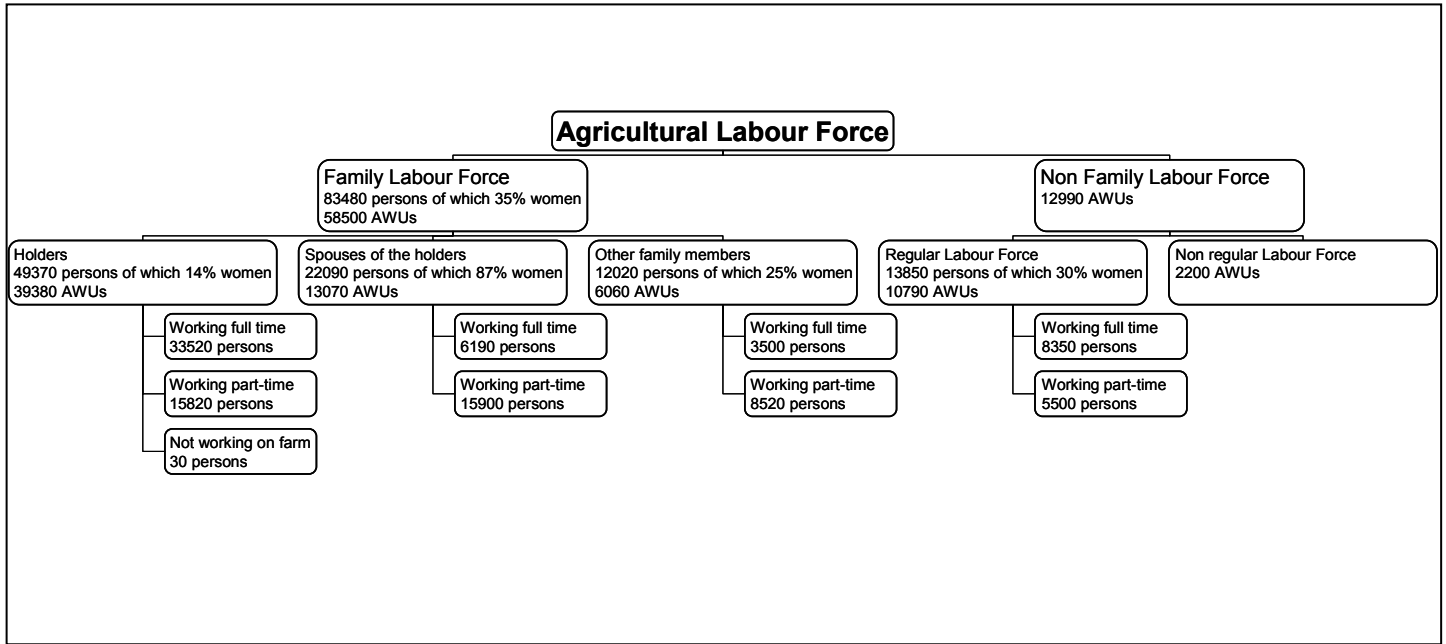 Agricultural Labour Force
Family Labour Force
83480 persons of which 35% women
58500 AWUs
Non Family Labour Force
12990 AWUs
Holders
49370 persons of which 14% women
39380 AWUs
Spouses of the holders
22090 persons of which 87% women
13070 AWUs
Other family members
12020 persons of which 25% women
6060 AWUs
Regular Labour Force
13850 persons of which 30% women
10790 AWUs
Non regular Labour Force
2200 AWUs
Working full time
33520 persons
Working part-time
15820 persons
Not working on farm
30 persons
Working full time
6190 persons
Working part-time
15900 persons
Working full time
3500 persons
Working part-time
8520 persons
Working full time
8350 persons
Working part-time
5500 persons